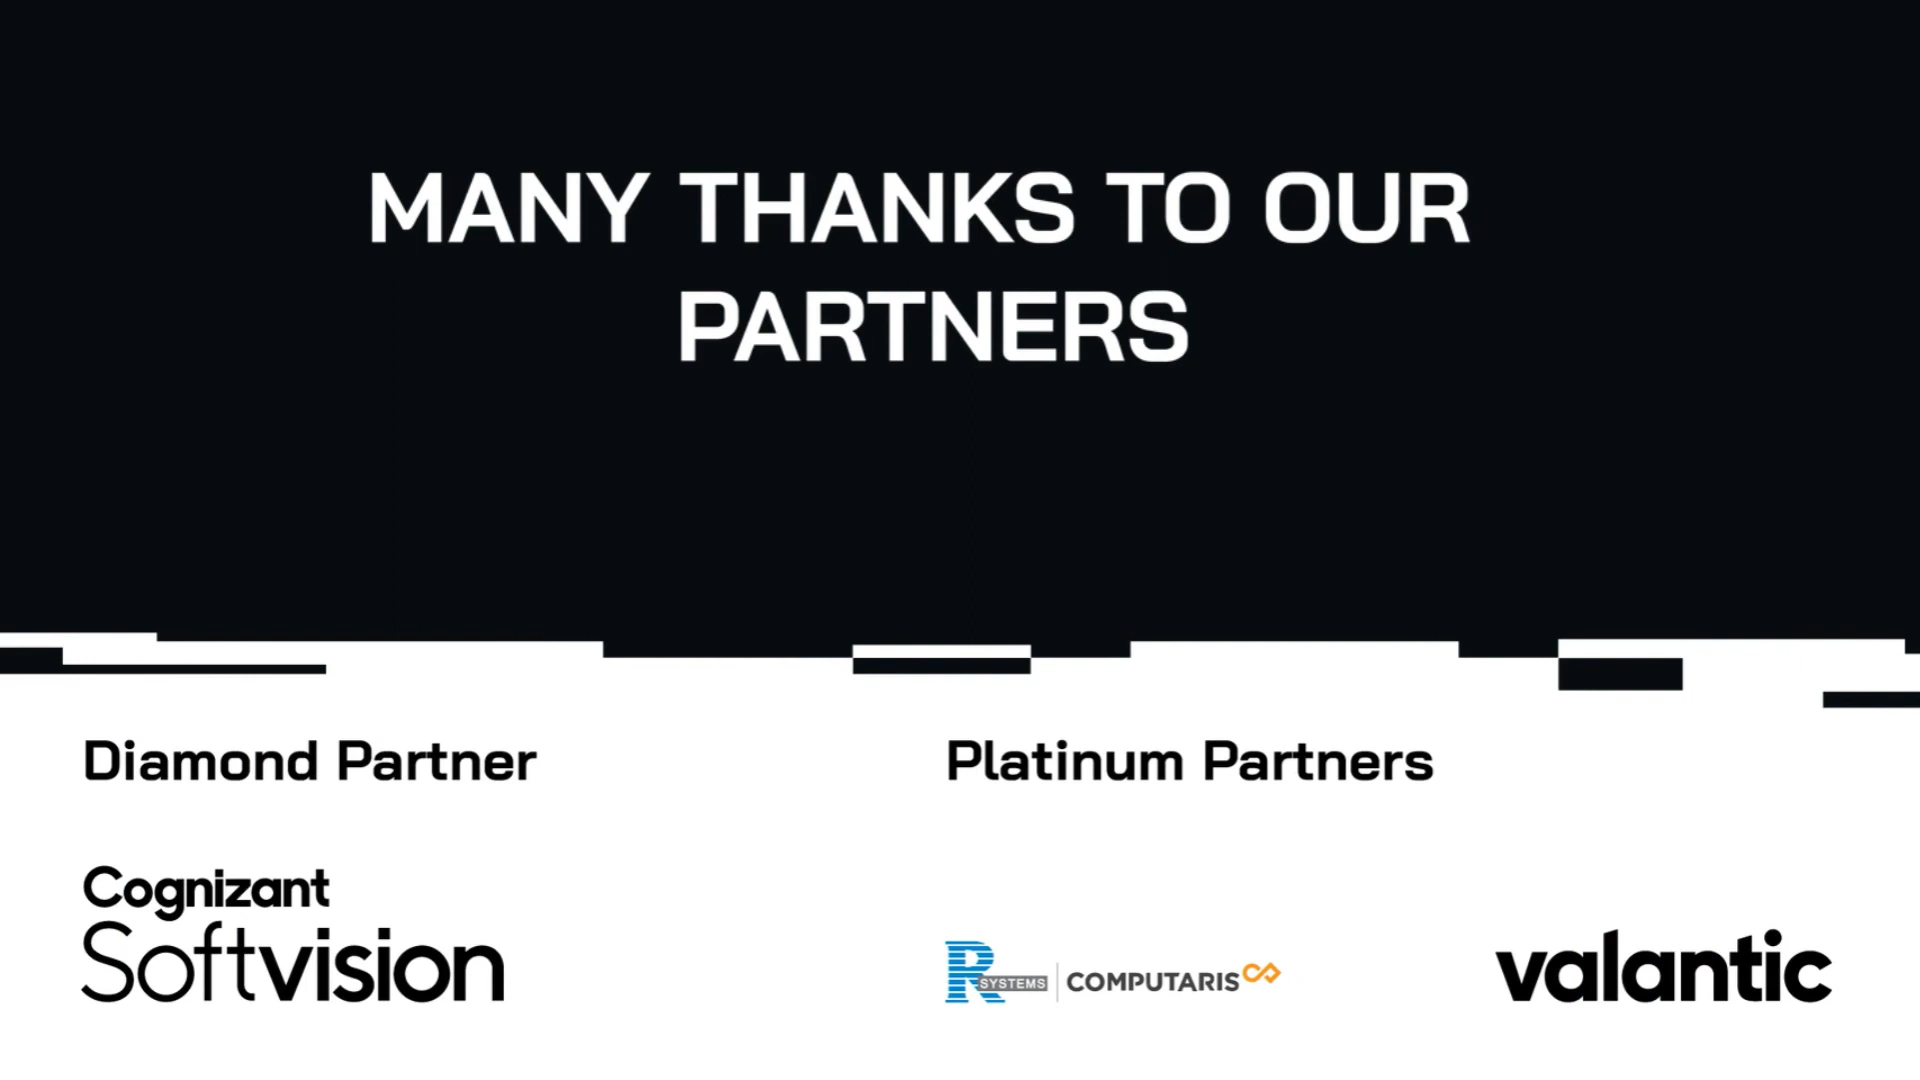 MANY THANKS TO OUR
PARTNERS
Diamond Partner
Platinum Partners
Cognizant
Softvision
R SYSTEMS
COMPUTARIS
valantic